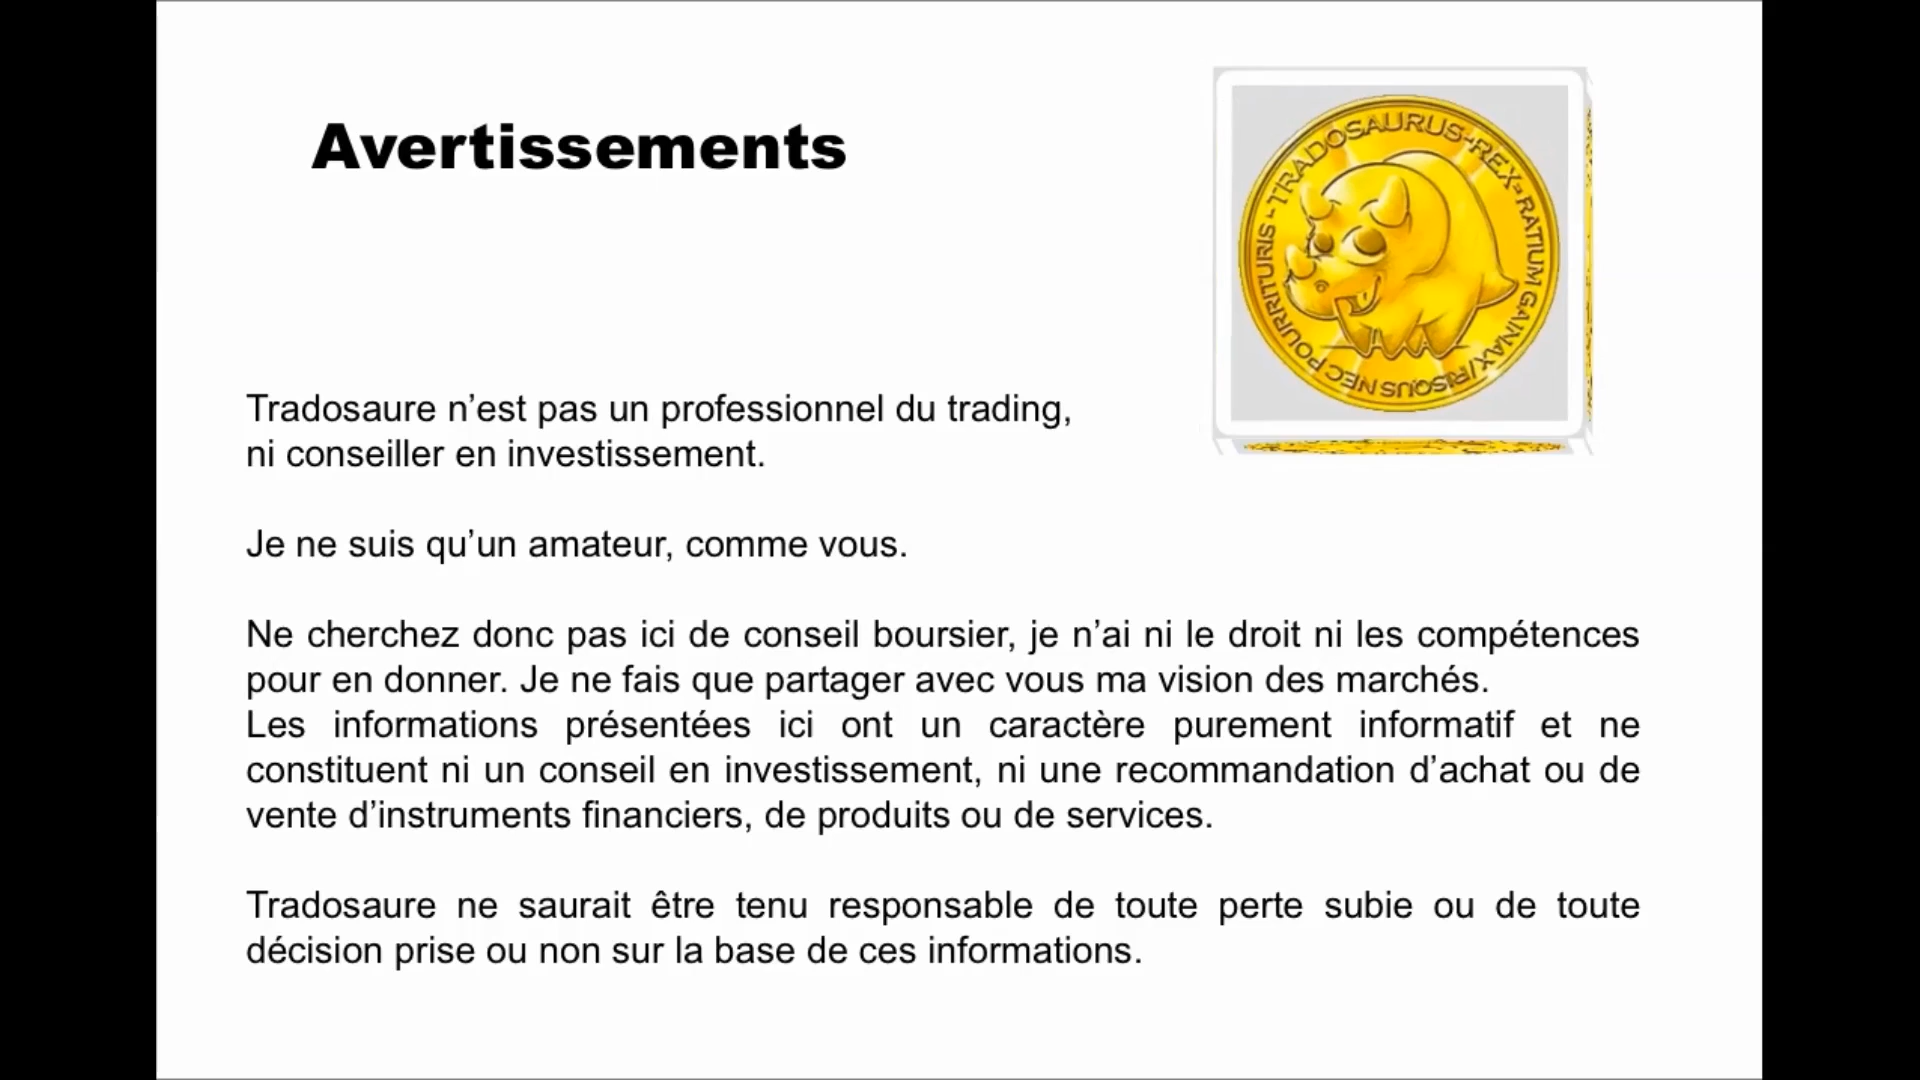 Avertissements
TRADOSAURUS-REX-RATIUM GAINAX/RISQUS NEC POURRITURIS -
Tradosaure n’est pas un professionnel du trading,
ni conseiller en investissement.
Je ne suis qu’un amateur, comme vous.
Ne cherchez donc pas ici de conseil boursier, je n’ai ni le droit ni les compétences
pour en donner. Je ne fais que partager avec vous ma vision des marchés.
Les informations présentées ici ont un caractère purement informatif et ne
constituent ni un conseil en investissement, ni une recommandation d’achat ou de
vente d’instruments financiers, de produits ou de services.
Tradosaure ne saurait être tenu responsable de toute perte subie ou de toute
décision prise ou non sur la base de ces informations.